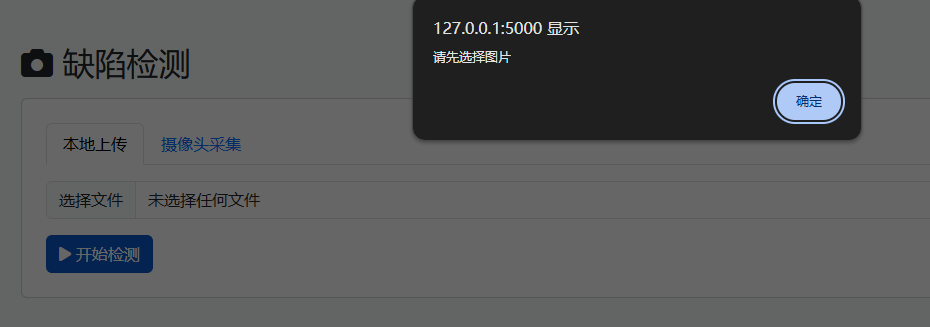 127.0.0.1:5000 显示
请先选择图片
确定
缺陷检测
本地上传 摄像头采集
选择文件 未选择任何文件
开始检测